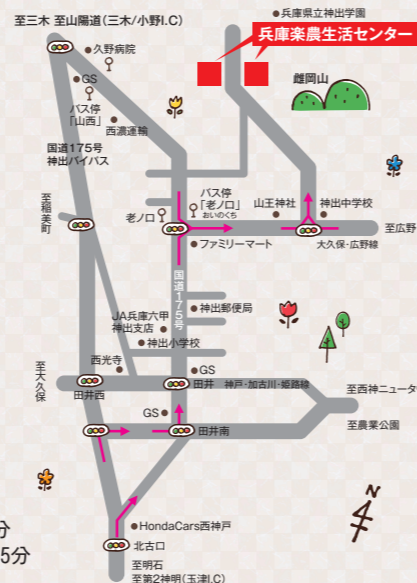 至三木 至山陽道(三木/小野I.C)
兵庫県立神出学園
兵庫楽農生活センター
久野病院
GS
バス停
「山西」
西濃運輸
雌岡山
国道175号
神出バイパス
至稲美町
老ノ口
バス停
「老ノ口」
おいのくち
山王神社
神出中学校
至広野
ファミリーマート
大久保・広野線
国道175号
神出郵便局
JA兵庫六甲
神出支店
神出小学校
西光寺
至大久保
GS
田井西
田井
神戸・加古川・姫路線
至西神ニュータ
GS
田井南
至農業公園
N
分
5分
HondaCars西神戸
北古口
至明石
至第2神明(玉津I.C)